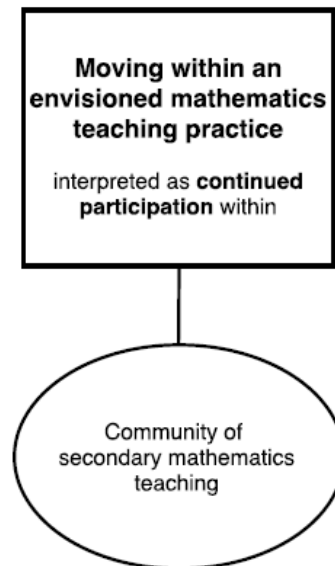 Moving within an
envisioned mathematics
teaching practice
interpreted as continued
participation within
Community of
secondary mathematics
teaching